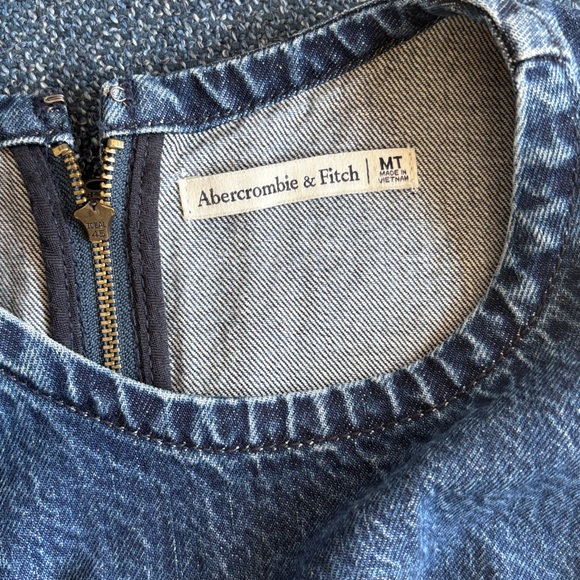 Abercrombie & Fitch
MT
MADE IN
VIETNAM